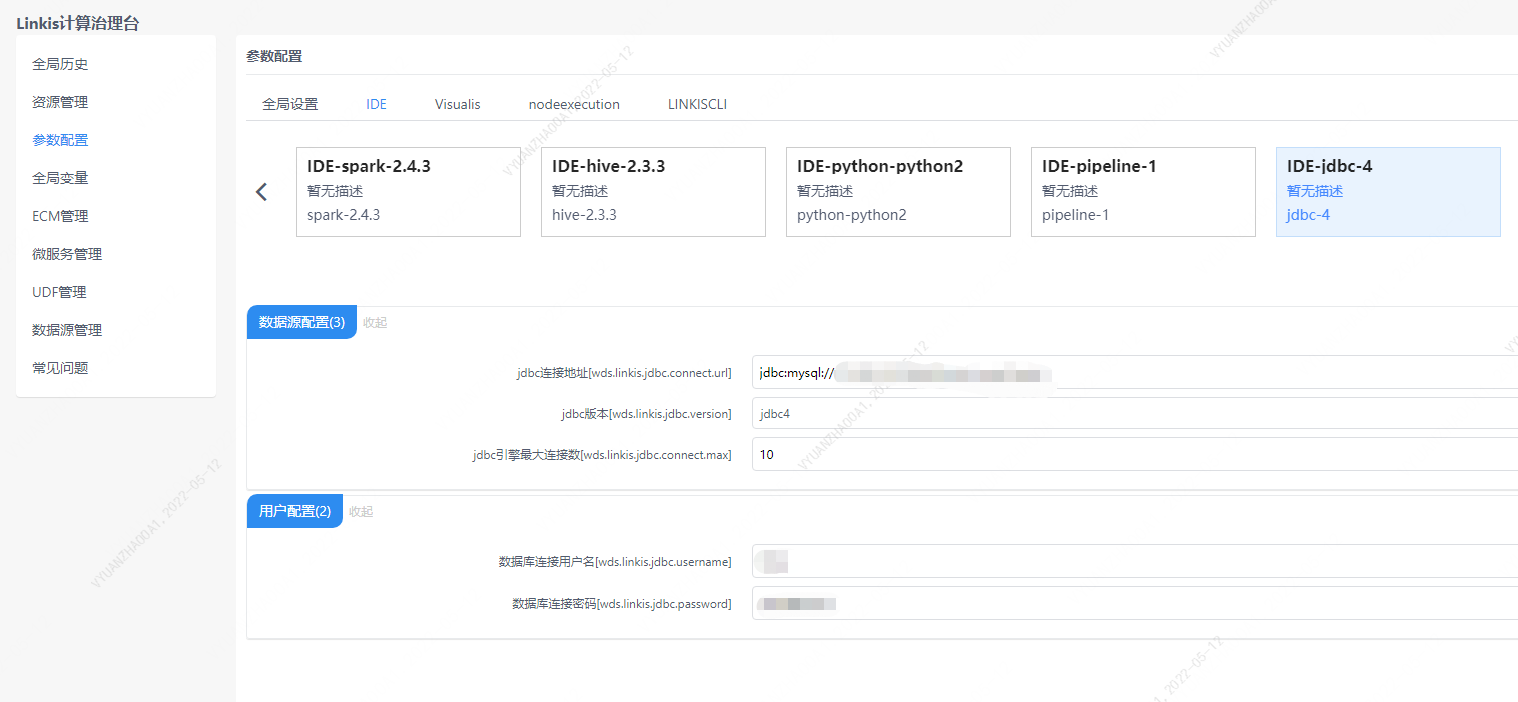 Linkis计算治理台
全局历史
资源管理
参数配置
全局变量
ECM管理
微服务管理
UDF管理
数据源管理
常见问题
参数配置
全局设置 IDE Visualis nodeexecution LINKISCLI
IDE-spark-2.4.3
暂无描述
spark-2.4.3
IDE-hive-2.3.3
暂无描述
hive-2.3.3
IDE-python-python2
暂无描述
python-python2
IDE-pipeline-1
暂无描述
pipeline-1
IDE-jdbc-4
暂无描述
jdbc-4
数据源配置(3) 收起
jdbc连接地址[wds.linkis.jdbc.connect.url] jdbc:mysql://
jdbc版本[wds.linkis.jdbc.version] jdbc4
jdbc引擎最大连接数[wds.linkis.jdbc.connect.max] 10
用户配置(2) 收起
数据库连接用户名[wds.linkis.jdbc.username]
数据库连接密码[wds.linkis.jdbc.password]